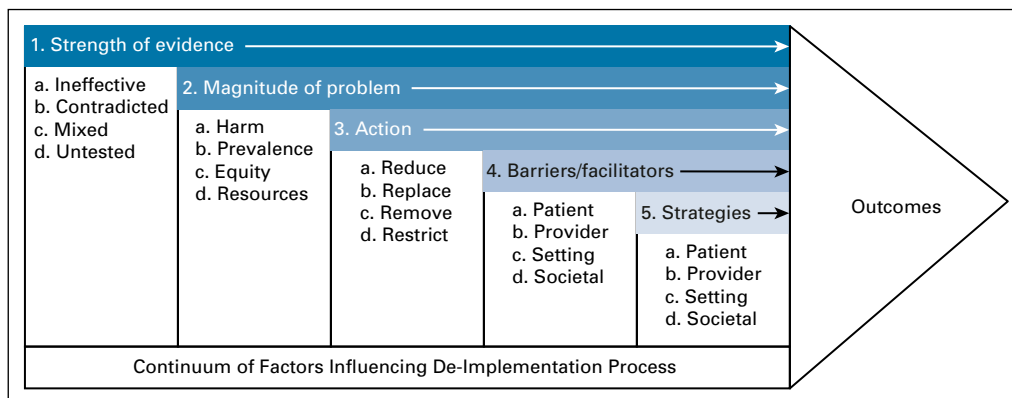 1. Strength of evidence
a. Ineffective
b. Contradicted
c. Mixed
d. Untested
2. Magnitude of problem
a. Harm
b. Prevalence
c. Equity
d. Resources
3. Action
a. Reduce
b. Replace
c. Remove
d. Restrict
4. Barriers/facilitators
a. Patient
b. Provider
c. Setting
d. Societal
5. Strategies
a. Patient
b. Provider
c. Setting
d. Societal
Outcomes
Continuum of Factors Influencing De-Implementation Process